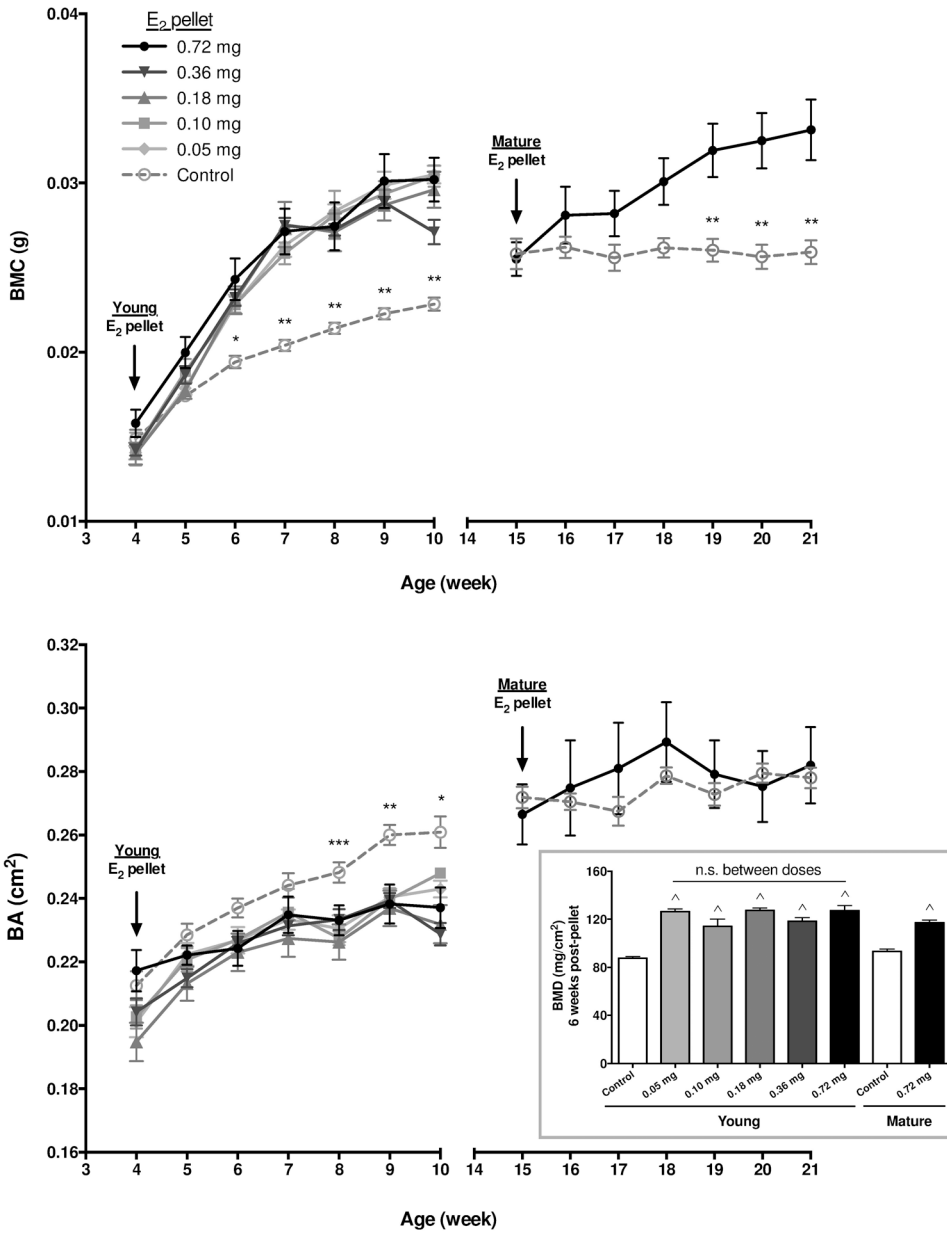 E2 pellet
0.72 mg
0.36 mg
0.18 mg
0.10 mg
0.05 mg
Control
0.04
0.03
0.02
0.01
BMC (g)
Young
E2 pellet
* ** ** ** **
Mature
E2 pellet
** ** **
3 4 5 6 7 8 9 10
14 15 16 17 18 19 20 21
Age (week)
0.32
0.30
0.28
0.26
0.24
0.22
0.20
0.18
0.16
BA (cm2)
Young
E2 pellet
*** ** *
Mature
E2 pellet
n.s. between doses
^ ^ ^ ^ ^ ^
BMD (mg/cm2)
6 weeks post-pellet
160
120
80
40
0
Control 0.05 mg 0.10 mg 0.18 mg 0.36 mg 0.72 mg Control 0.72 mg
Young Mature
3 4 5 6 7 8 9 10
14 15 16 17 18 19 20 21
Age (week)